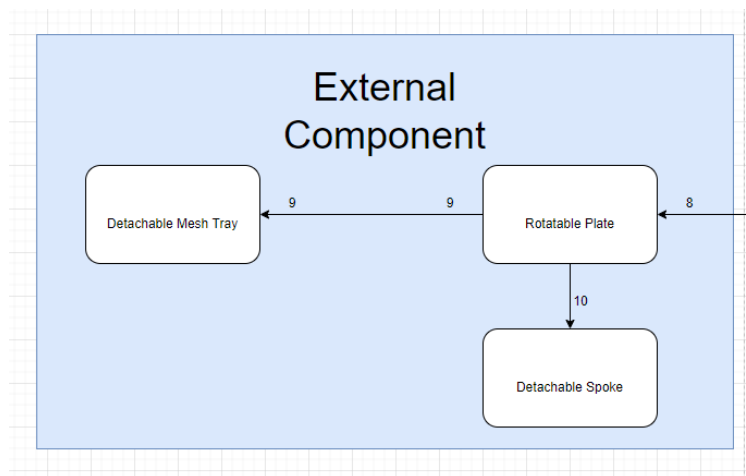 External
Component
Detachable Mesh Tray
9
9
Rotatable Plate
8
10
Detachable Spoke